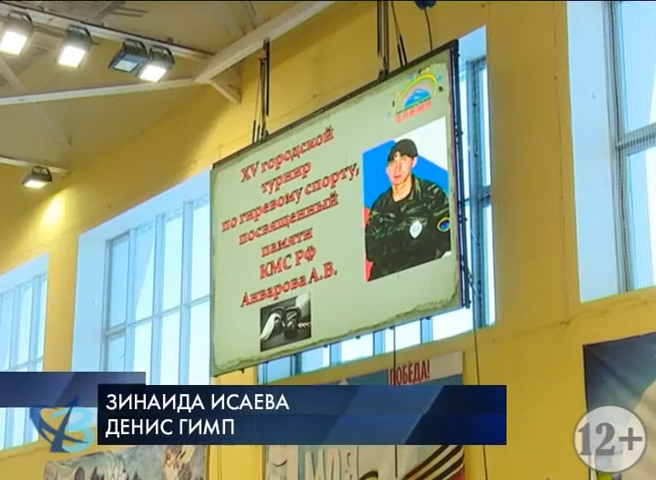 XV городской
турнир
по гиревому спорту,
посвященный
памяти
КМС РФ
Анварова А.В.
ПОБЕДА!
ЗИНАИДА ИСАЕВА
ДЕНИС ГИМП
12+